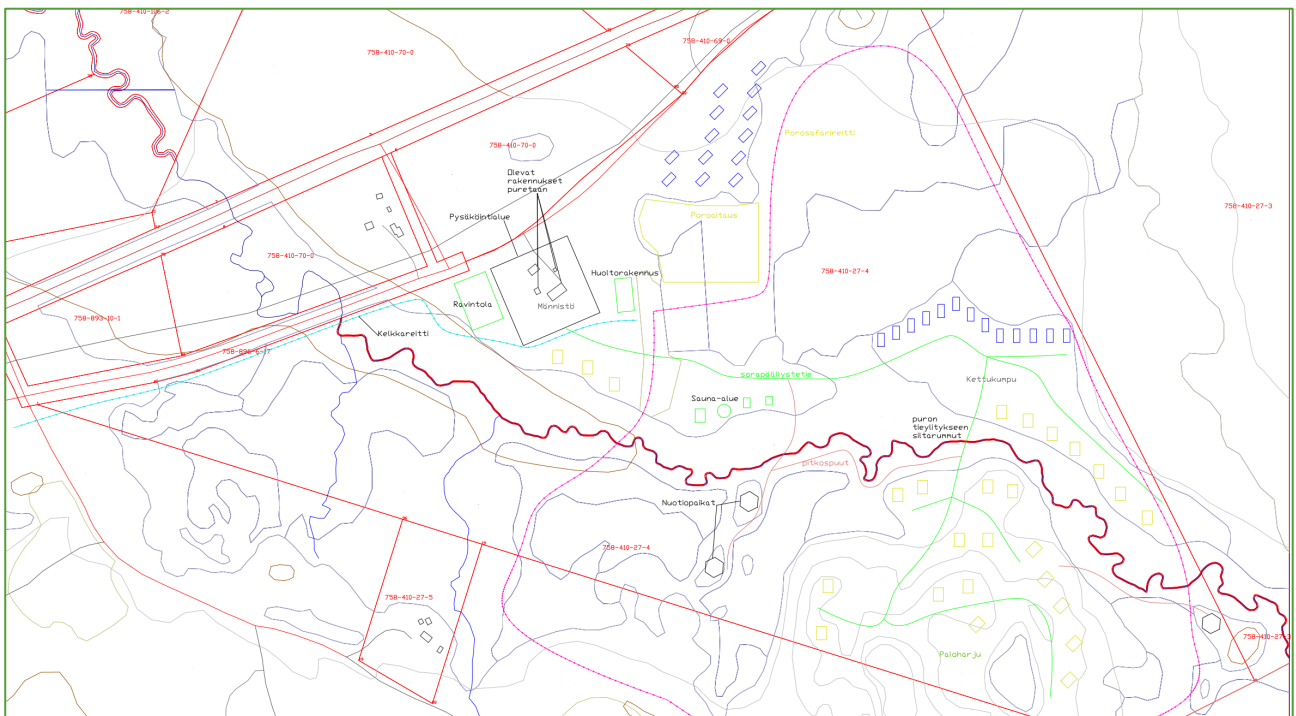 758-410-106-2
758-410-70-0
758-410-69-0
Porosafarireitti
758-410-70-0
Olevat
rakennukset
puretaan
758-410-27-3
Pysäköintialue
Poroaitaus
758-410-70-0
Huoltorakennus
758-410-27-4
Ravintola
Männistö
758-893-10-1
Kelkkareitti
758-896-6-17
sorapäällystetie
Kettukumpu
Sauna-alue
puron
tieylitykseen
siltarummut
pitkospuut
Nuotiopaikat
758-410-27-4
758-410-27-5
758-410-27-3
Paloharju